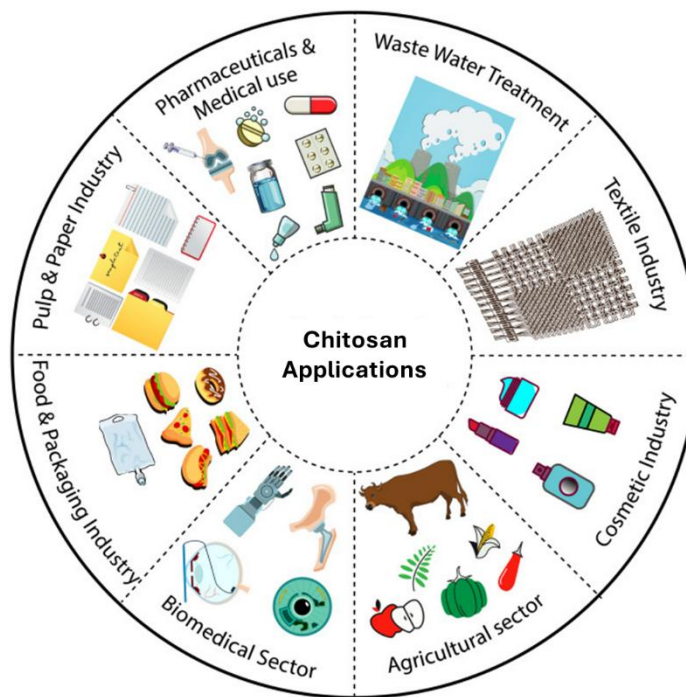 Pharmaceuticals &
Medical use
Waste Water Treatment
Textile Industry
Cosmetic Industry
Agricultural sector
Biomedical Sector
Food & Packaging Industry
Pulp & Paper Industry
Chitosan
Applications